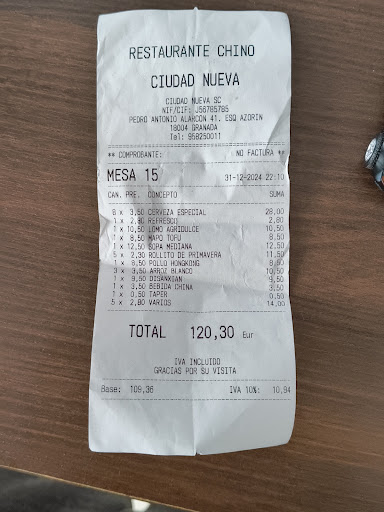 RESTAURANTE CHINO
CIUDAD NUEVA
CIUDAD NUEVA SC
NIF/CIF: J56785785
PEDRO ANTONIO ALARCON 41. ESQ AZORIN
18004 GRANADA
Tel: 958250011
** COMPROBANTE: NO FACTURA **
MESA 15 31-12-2024 22:10
CAN. PRE. CONCEPTO SUMA
8 x 3,50 CERVEZA ESPECIAL 28,00
1 x 2,80 REFRESCO 2,80
1 x 10,50 LOMO AGRIDULCE 10,50
1 x 8,50 MAPO TOFU 8,50
1 x 12,50 SOPA MEDIANA 12,50
5 x 2,30 ROLLITO DE PRIMAVERA 11,50
1 x 8,50 POLLO HONGKONG 8,50
3 x 3,50 ARROZ BLANCO 10,50
1 x 9,50 DISANXIAN 9,50
1 x 3,50 BEBIDA CHINA 3,50
1 x 0,50 TAPER 0,50
5 x 2,80 VARIOS 14,00
TOTAL 120,30 Eur
IVA INCLUIDO
GRACIAS POR SU VISITA
Base: 109,36 IVA 10%: 10,94